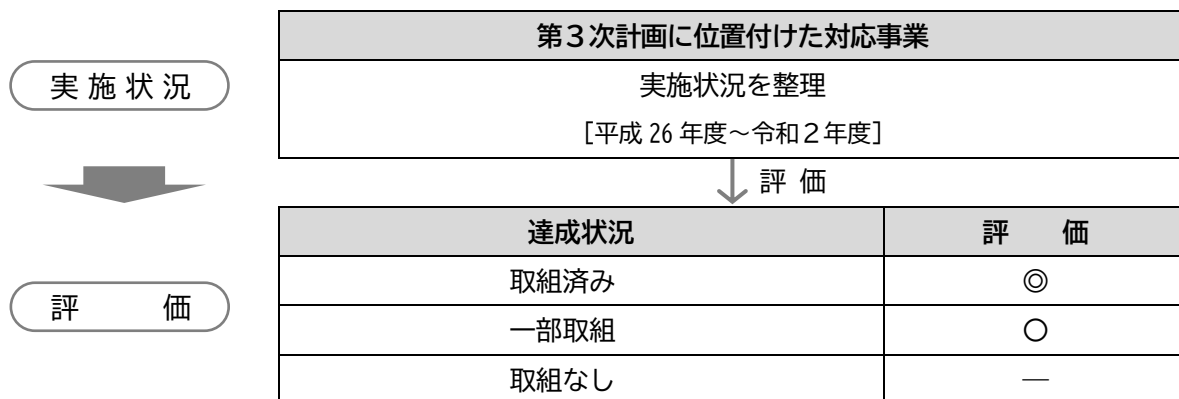 第３次計画に位置付けた対応事業
実施状況
実施状況を整理
［平成 26 年度～令和２年度］
評 価
達成状況 評　価
取組済み ◎
評　価
一部取組 〇
取組なし ―